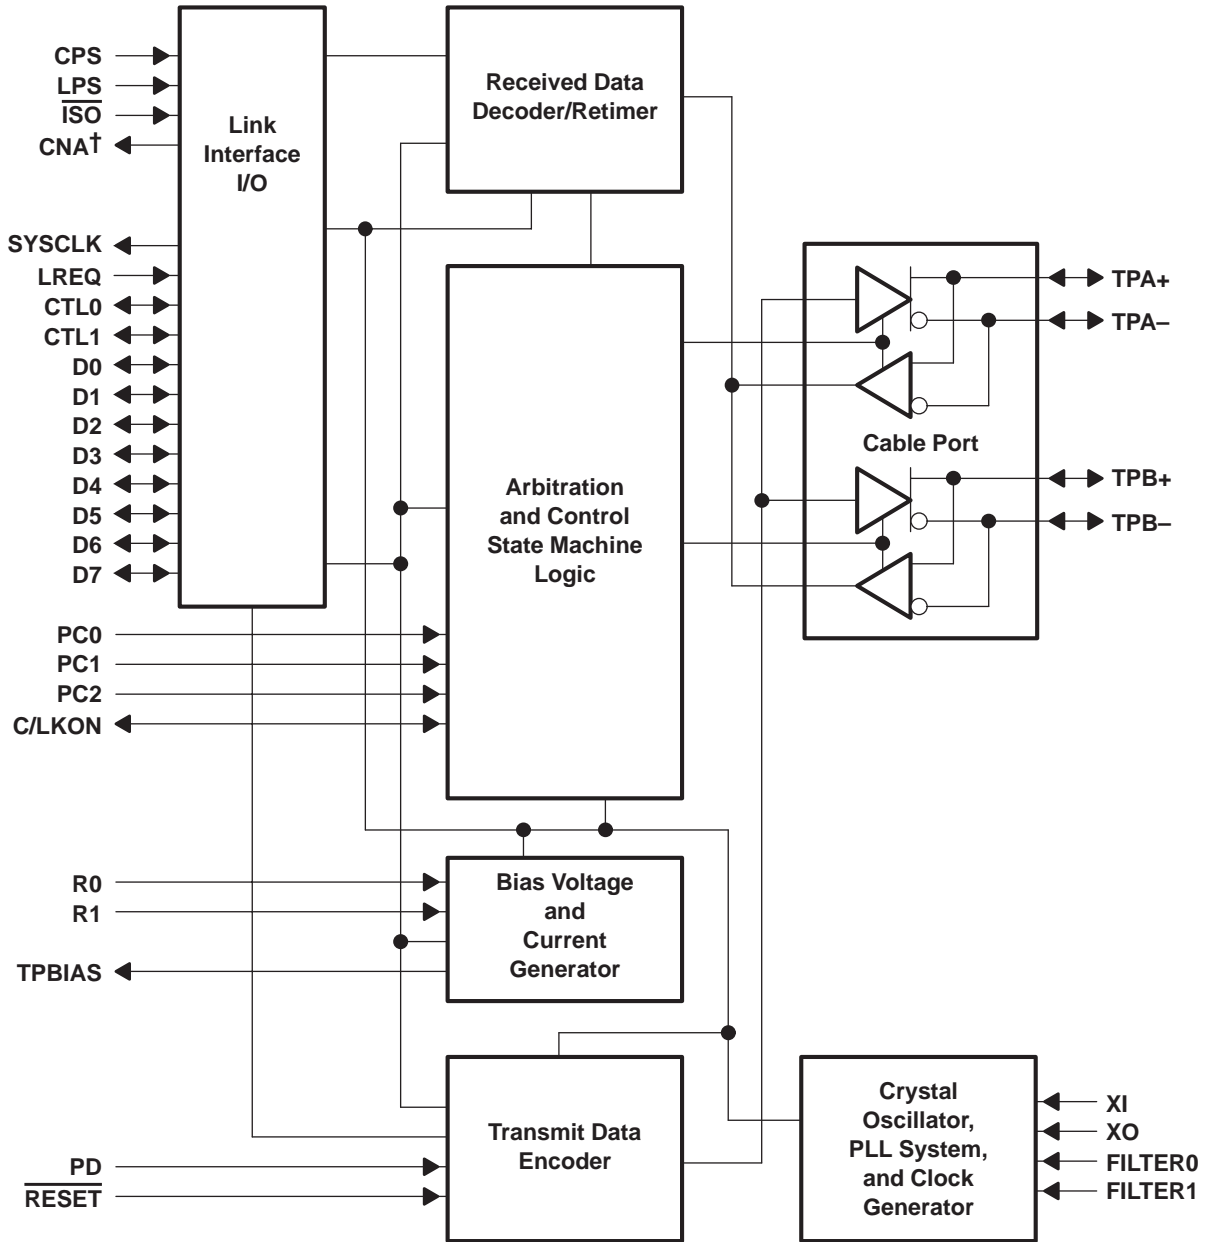 CPS
LPS
ISO
CNA†
SYSCLK
LREQ
CTL0
CTL1
D0
D1
D2
D3
D4
D5
D6
D7
PC0
PC1
PC2
C/LKON
R0
R1
TPBIAS
PD
RESET
Link
Interface
I/O
Received Data
Decoder/Retimer
Arbitration
and Control
State Machine
Logic
Bias Voltage
and
Current
Generator
Transmit Data
Encoder
Cable Port
TPA+
TPA–
TPB+
TPB–
Crystal
Oscillator,
PLL System,
and Clock
Generator
XI
XO
FILTER0
FILTER1